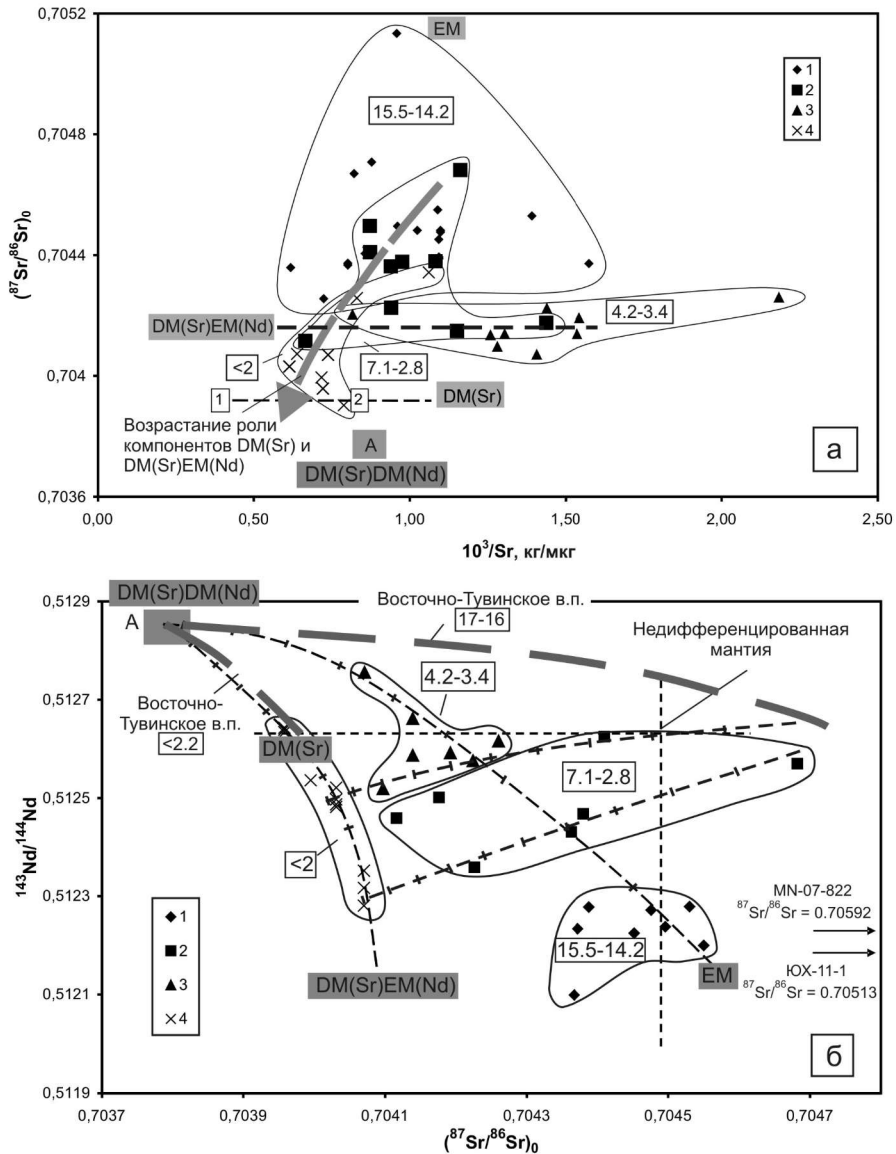 0,7052
EM
15.5-14.2
1
2
3
4
0,7048
0,7044
(⁸⁷Sr/⁸⁶Sr)₀
4.2-3.4
DM(Sr)EM(Nd)
<2
7.1-2.8
0,704
1
2
DM(Sr)
Возрастание роли
компонентов DM(Sr) и
DM(Sr)EM(Nd)
A
DM(Sr)DM(Nd)
а
0,7036
0,00
0,50
1,00
1,50
2,00
2,50
10³/Sr, кг/мкг
0,5129
DM(Sr)DM(Nd)
A
Восточно-Тувинское в.п.
17-16
Недифференцированная
мантия
4.2-3.4
0,5127
Восточно-
Тувинское в.п.
<2.2
DM(Sr)
7.1-2.8
0,5125
¹⁴³Nd/¹⁴⁴Nd
<2
0,5123
1
2
3
4
15.5-14.2
MN-07-822
⁸⁷Sr/⁸⁶Sr = 0.70592
EM
ЮХ-11-1
⁸⁷Sr/⁸⁶Sr = 0.70513
DM(Sr)EM(Nd)
0,5121
б
0,5119
0,7037
0,7039
0,7041
0,7043
0,7045
0,7047
(⁸⁷Sr/⁸⁶Sr)₀